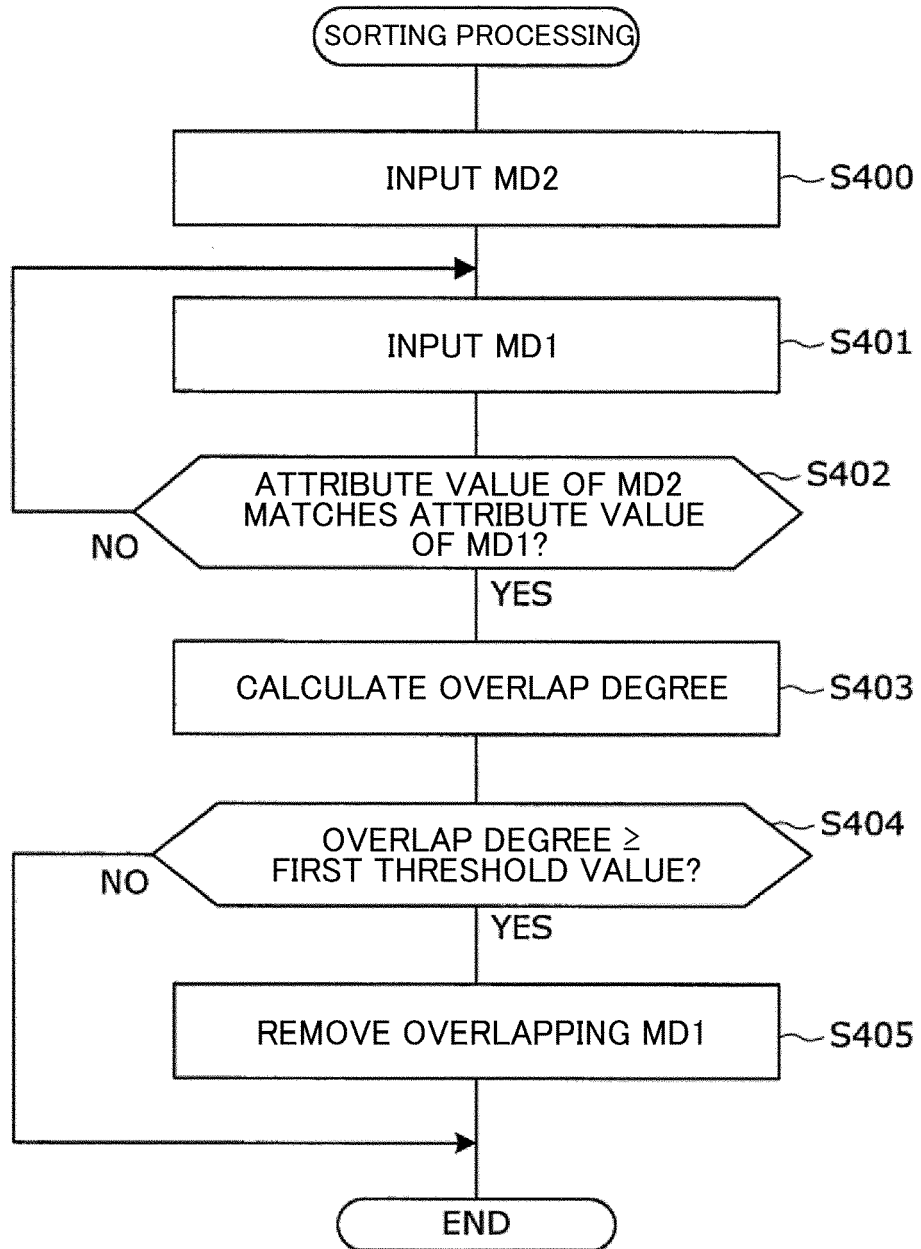 SORTING PROCESSING
INPUT MD2
S400
INPUT MD1
S401
ATTRIBUTE VALUE OF MD2
MATCHES ATTRIBUTE VALUE
OF MD1?
S402
NO
YES
CALCULATE OVERLAP DEGREE
S403
OVERLAP DEGREE ≧
FIRST THRESHOLD VALUE?
S404
NO
YES
REMOVE OVERLAPPING MD1
S405
END